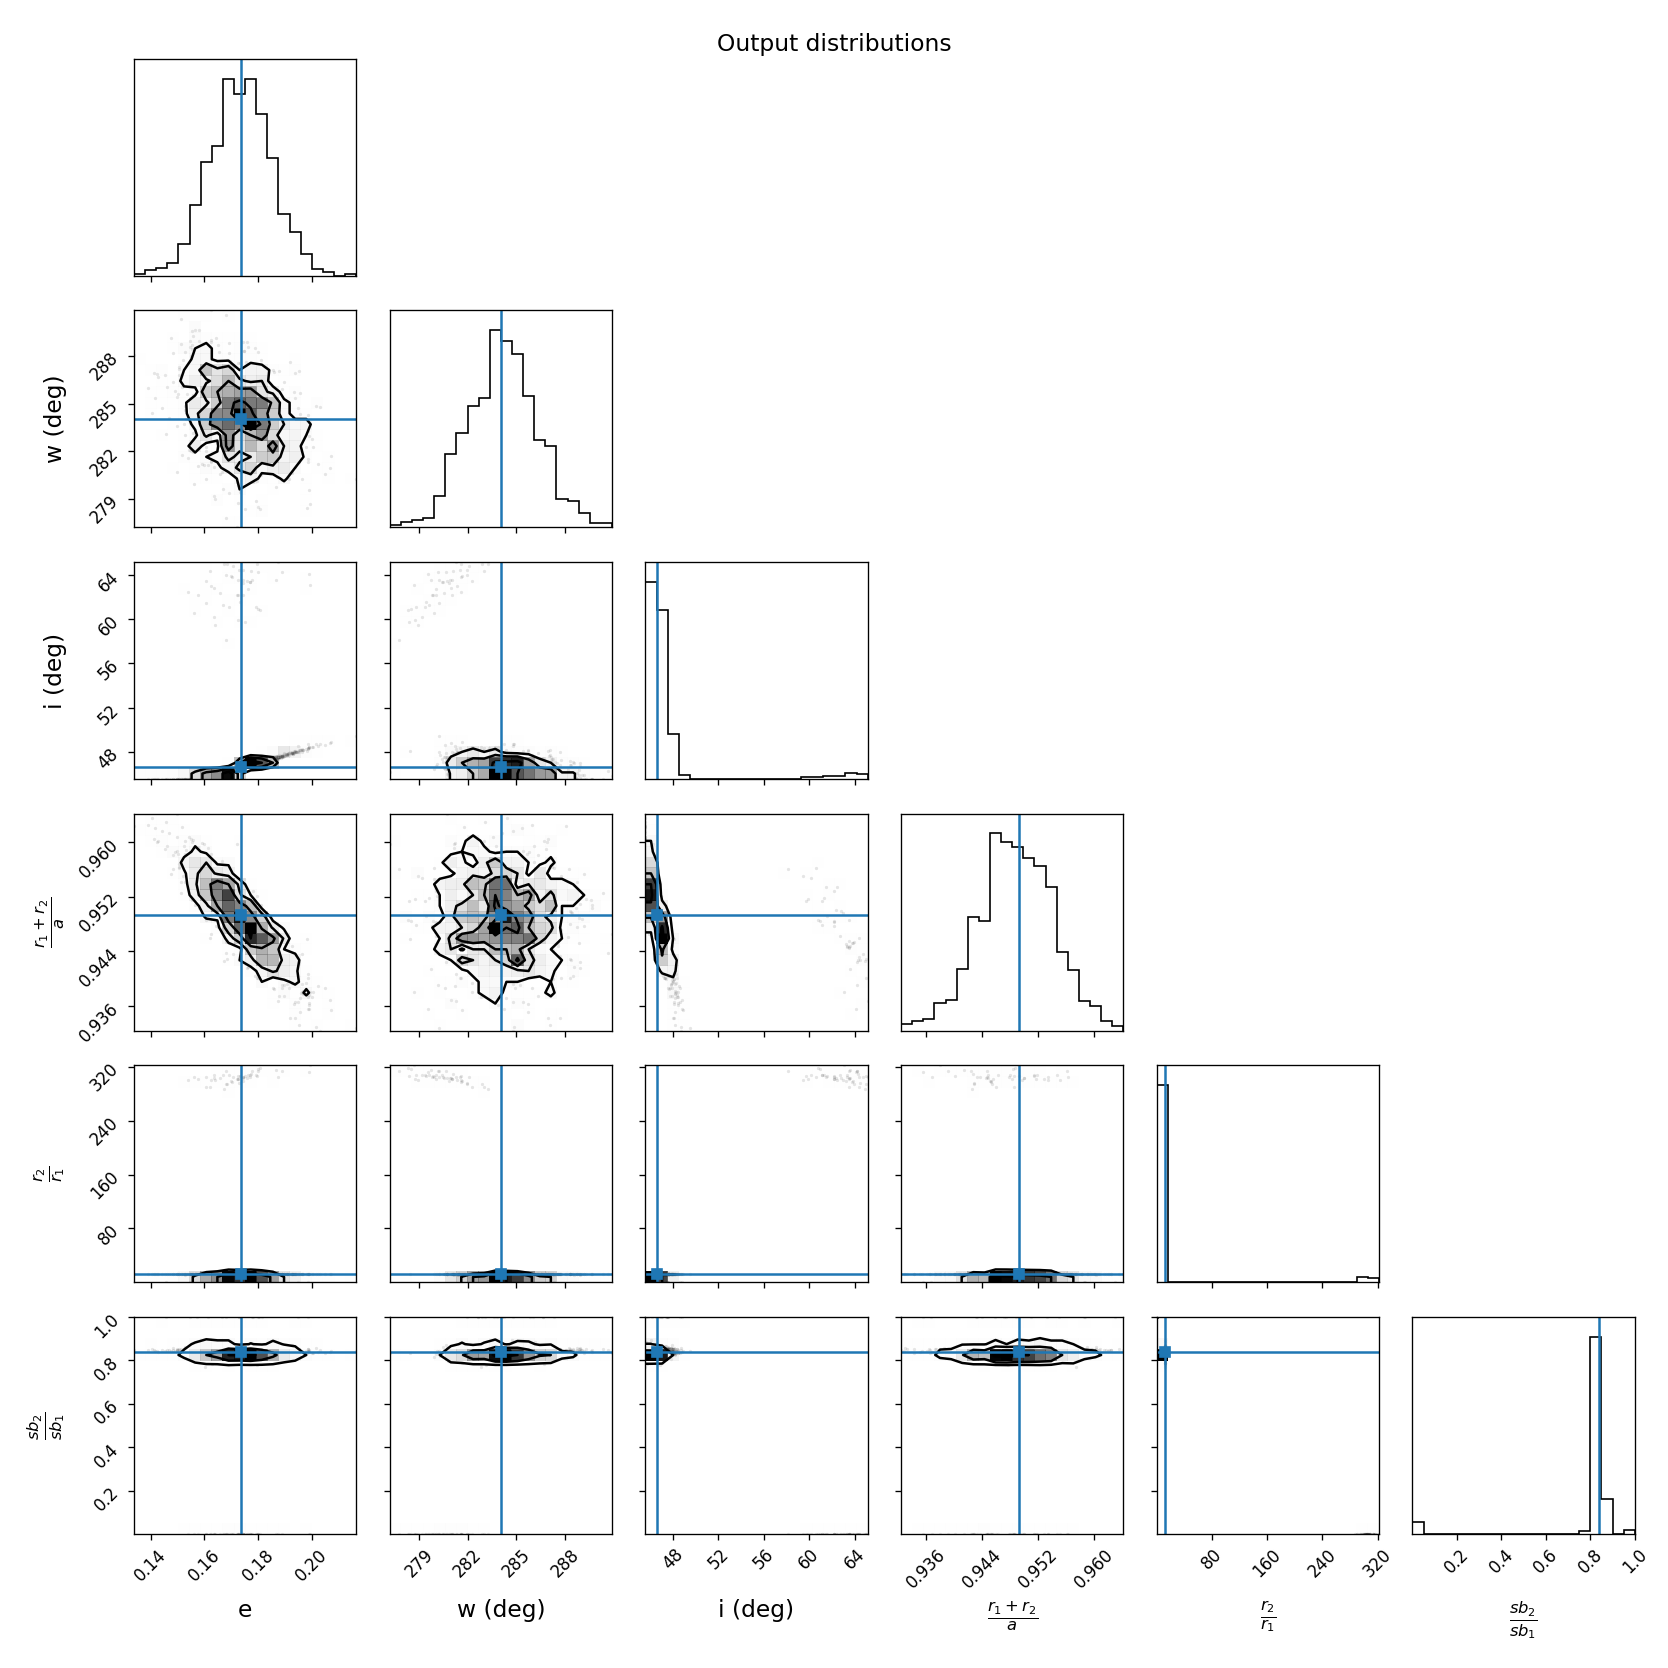 Output distributions
w (deg)
288
285
282
279
i (deg)
64
60
56
52
48
r₁ + r₂
a
0.960
0.952
0.944
0.936
r₂
r₁
320
240
160
80
sb₂
sb₁
1.0
0.8
0.6
0.4
0.2
0.14 0.16 0.18 0.20
279 282 285 288
48 52 56 60 64
0.936 0.944 0.952 0.960
80 160 240 320
0.2 0.4 0.6 0.8 1.0
e
w (deg)
i (deg)
r₁ + r₂
a
r₂
r₁
sb₂
sb₁